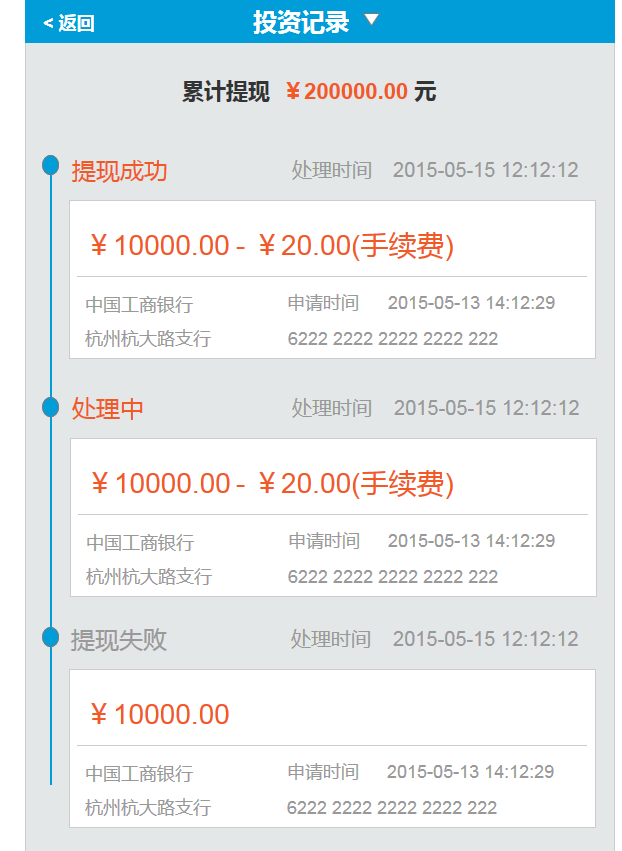 < 返回 投资记录 ▼
累计提现 ￥200000.00 元
提现成功 处理时间 2015-05-15 12:12:12
￥10000.00 - ￥20.00(手续费)
中国工商银行 申请时间 2015-05-13 14:12:29
杭州杭大路支行 6222 2222 2222 2222 222
处理中 处理时间 2015-05-15 12:12:12
￥10000.00 - ￥20.00(手续费)
中国工商银行 申请时间 2015-05-13 14:12:29
杭州杭大路支行 6222 2222 2222 2222 222
提现失败 处理时间 2015-05-15 12:12:12
￥10000.00
中国工商银行 申请时间 2015-05-13 14:12:29
杭州杭大路支行 6222 2222 2222 2222 222